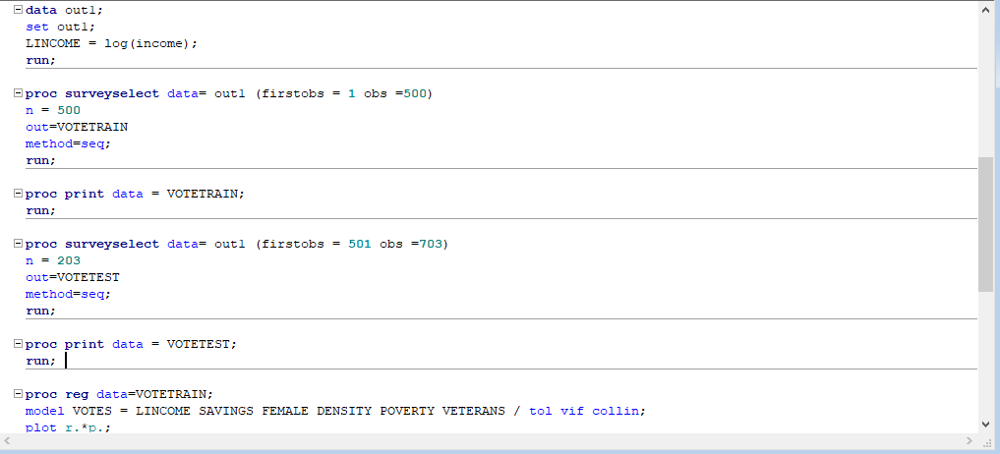 data out1;
set out1;
LINCOME = log(income);
run;
proc surveyselect data= out1 (firstobs = 1 obs =500)
n = 500
out=VOTETRAIN
method=seq;
run;
proc print data = VOTETRAIN;
run;
proc surveyselect data= out1 (firstobs = 501 obs =703)
n = 203
out=VOTETEST
method=seq;
run;
proc print data = VOTETEST;
run;
proc reg data=VOTETRAIN;
model VOTES = LINCOME SAVINGS FEMALE DENSITY POVERTY VETERANS / tol vif collin;
plot r.*p.;